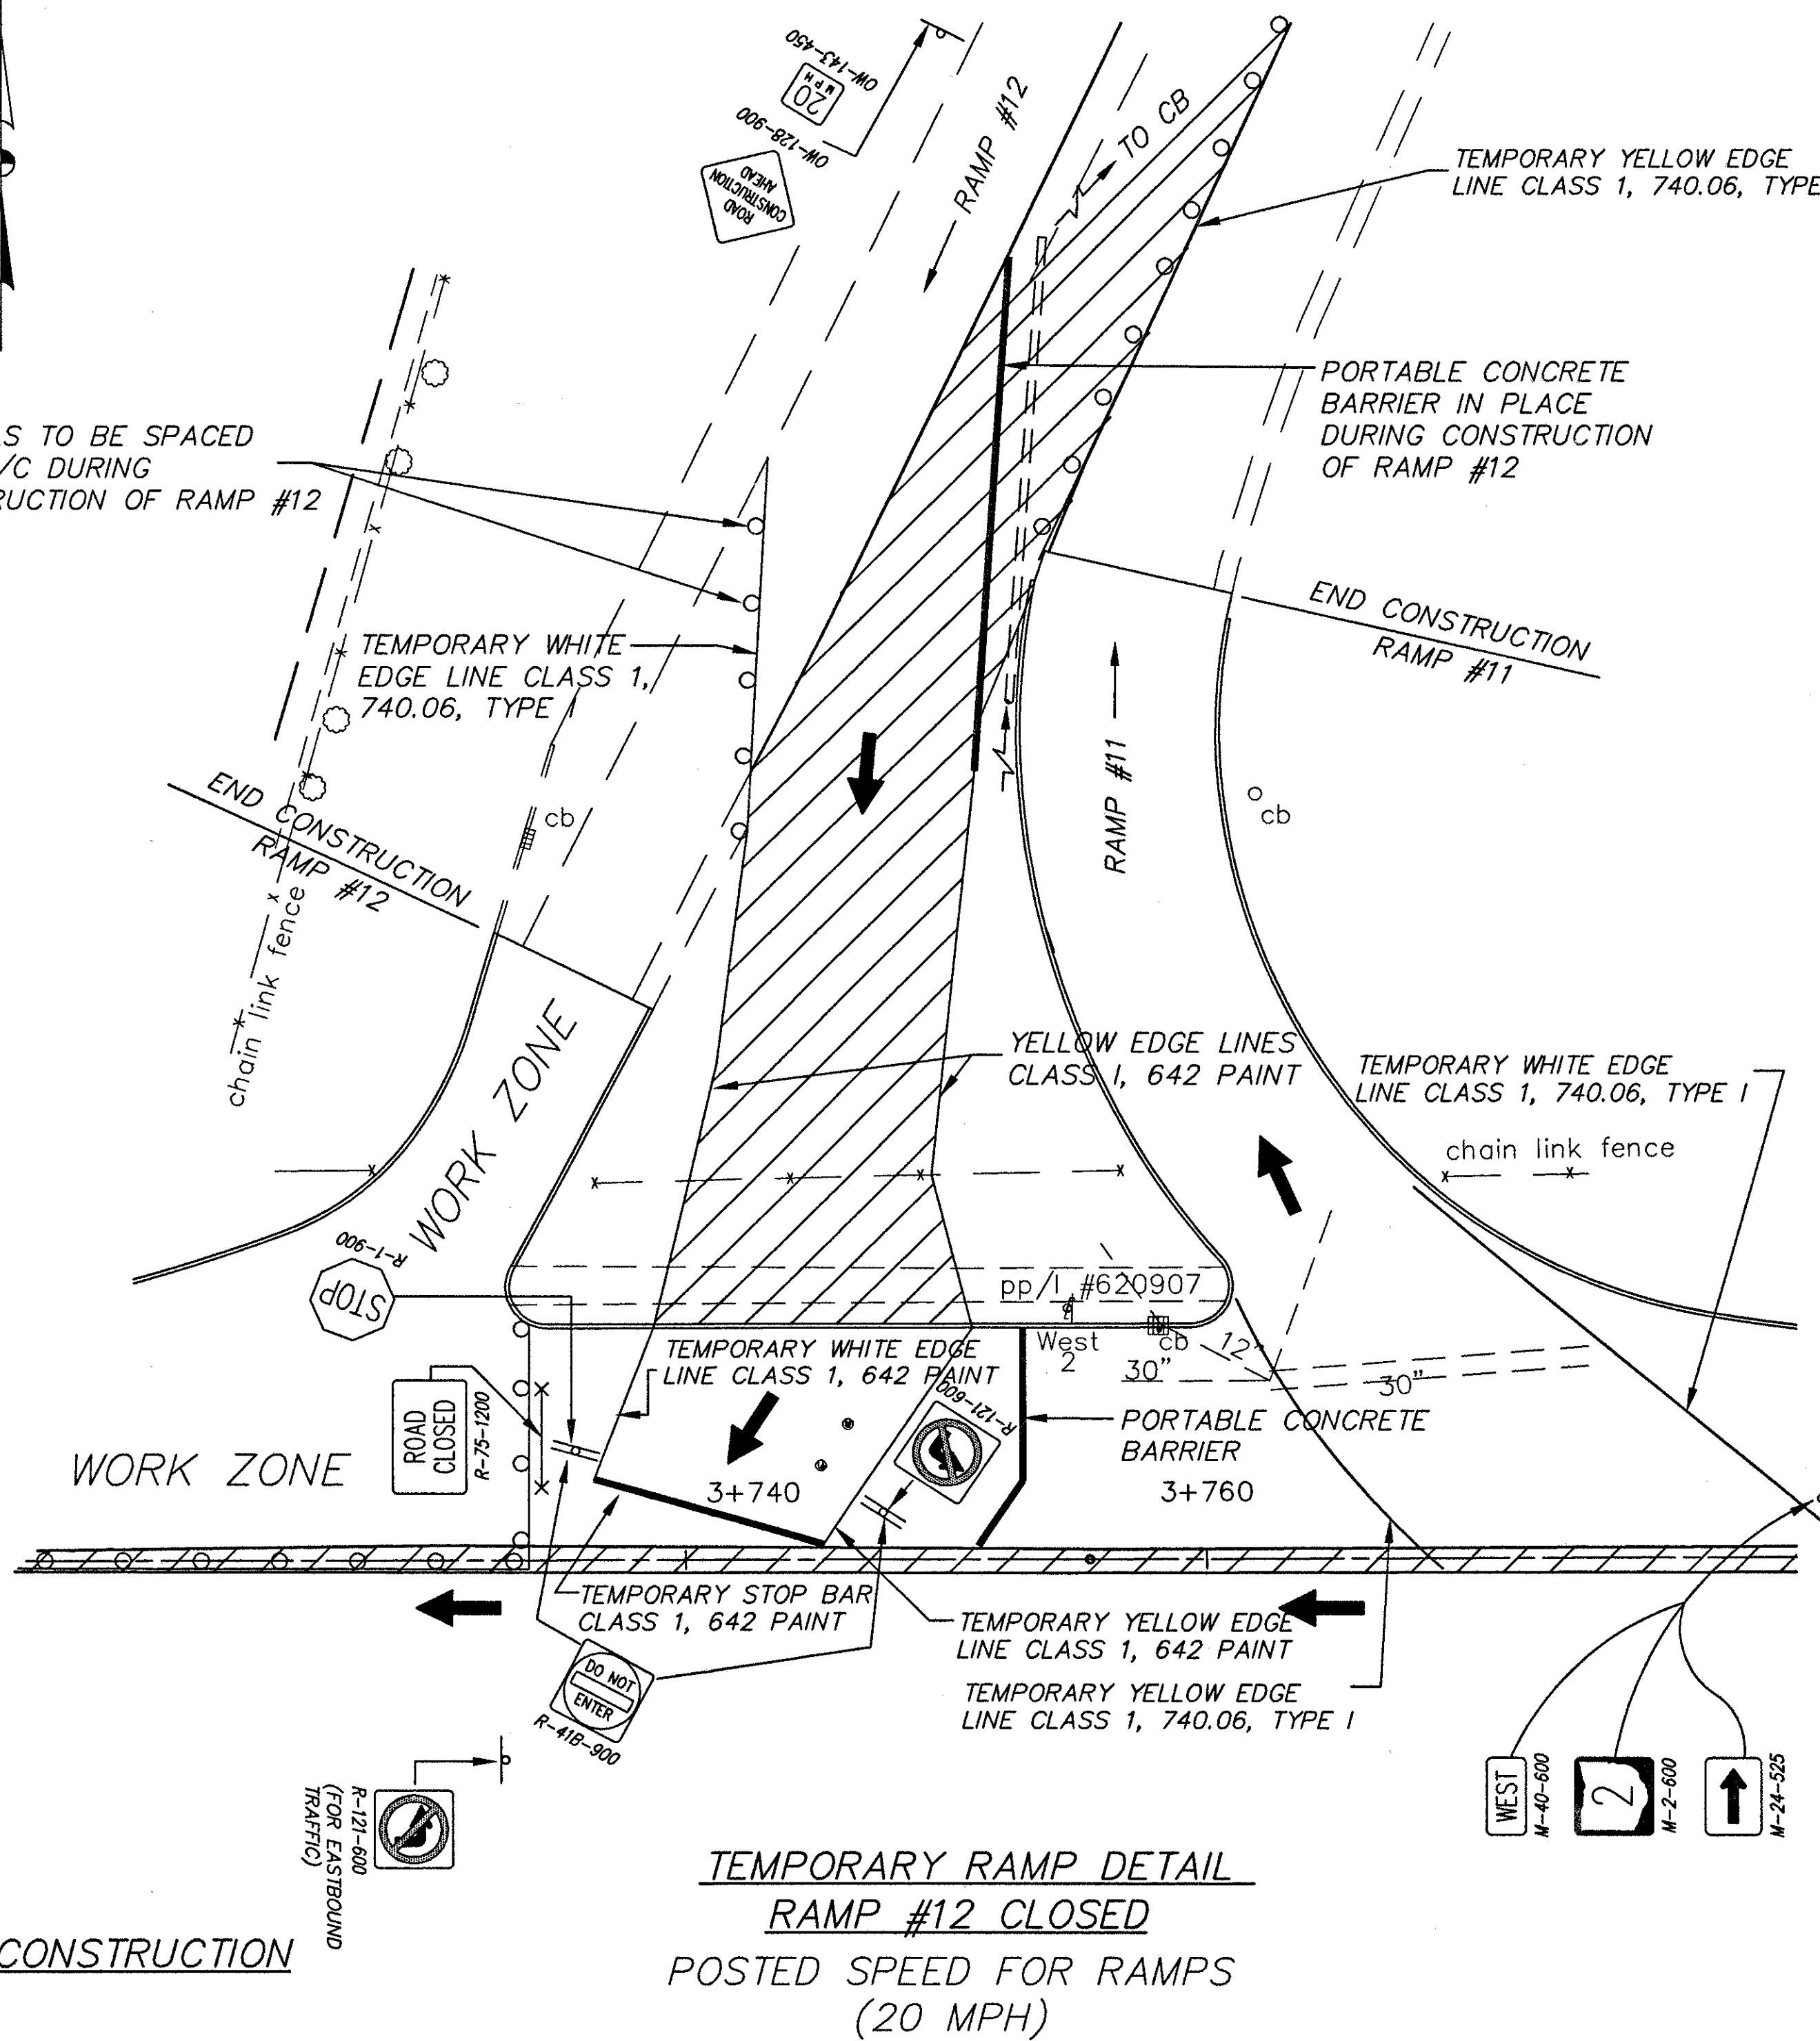 OW-143-450
20
MPH
OW-128-900
ROAD
CONSTRUCTION
AHEAD
RAMP #12
TO CB
TEMPORARY YELLOW EDGE
LINE CLASS 1, 740.06, TYPE
PORTABLE CONCRETE
BARRIER IN PLACE
DURING CONSTRUCTION
OF RAMP #12
S TO BE SPACED
/C DURING
RUCTION OF RAMP #12
TEMPORARY WHITE
EDGE LINE CLASS 1,
740.06, TYPE I
END CONSTRUCTION
RAMP #11
RAMP #11
cb
cb
END CONSTRUCTION
RAMP #12
chain link fence
WORK ZONE
YELLOW EDGE LINES
CLASS I, 642 PAINT
TEMPORARY WHITE EDGE
LINE CLASS 1, 740.06, TYPE I
chain link fence
R-1-900
STOP
pp/l #620907
West
2
cb
12"
30"
30"
TEMPORARY WHITE EDGE
LINE CLASS 1, 642 PAINT
R-121-600
ROAD
CLOSED
R-75-1200
PORTABLE CONCRETE
BARRIER
WORK ZONE
3+740
3+760
TEMPORARY STOP BAR
CLASS 1, 642 PAINT
TEMPORARY YELLOW EDGE
LINE CLASS 1, 642 PAINT
TEMPORARY YELLOW EDGE
LINE CLASS 1, 740.06, TYPE I
DO NOT
ENTER
R-41B-900
R-121-600
(FOR EASTBOUND
TRAFFIC)
WEST
M-40-600
2
M-2-600
M-24-525
TEMPORARY RAMP DETAIL
RAMP #12 CLOSED
POSTED SPEED FOR RAMPS
(20 MPH)
CONSTRUCTION